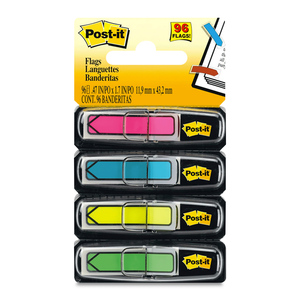 Post-it
96
FLAGS!
Flags
Languettes
Banderitas
96 .47 IN/PO x 1.7 IN/PO 11.9 mm x 43.2 mm
CONT. 96 BANDERITAS
Post-it
Post-it
Post-it
Post-it